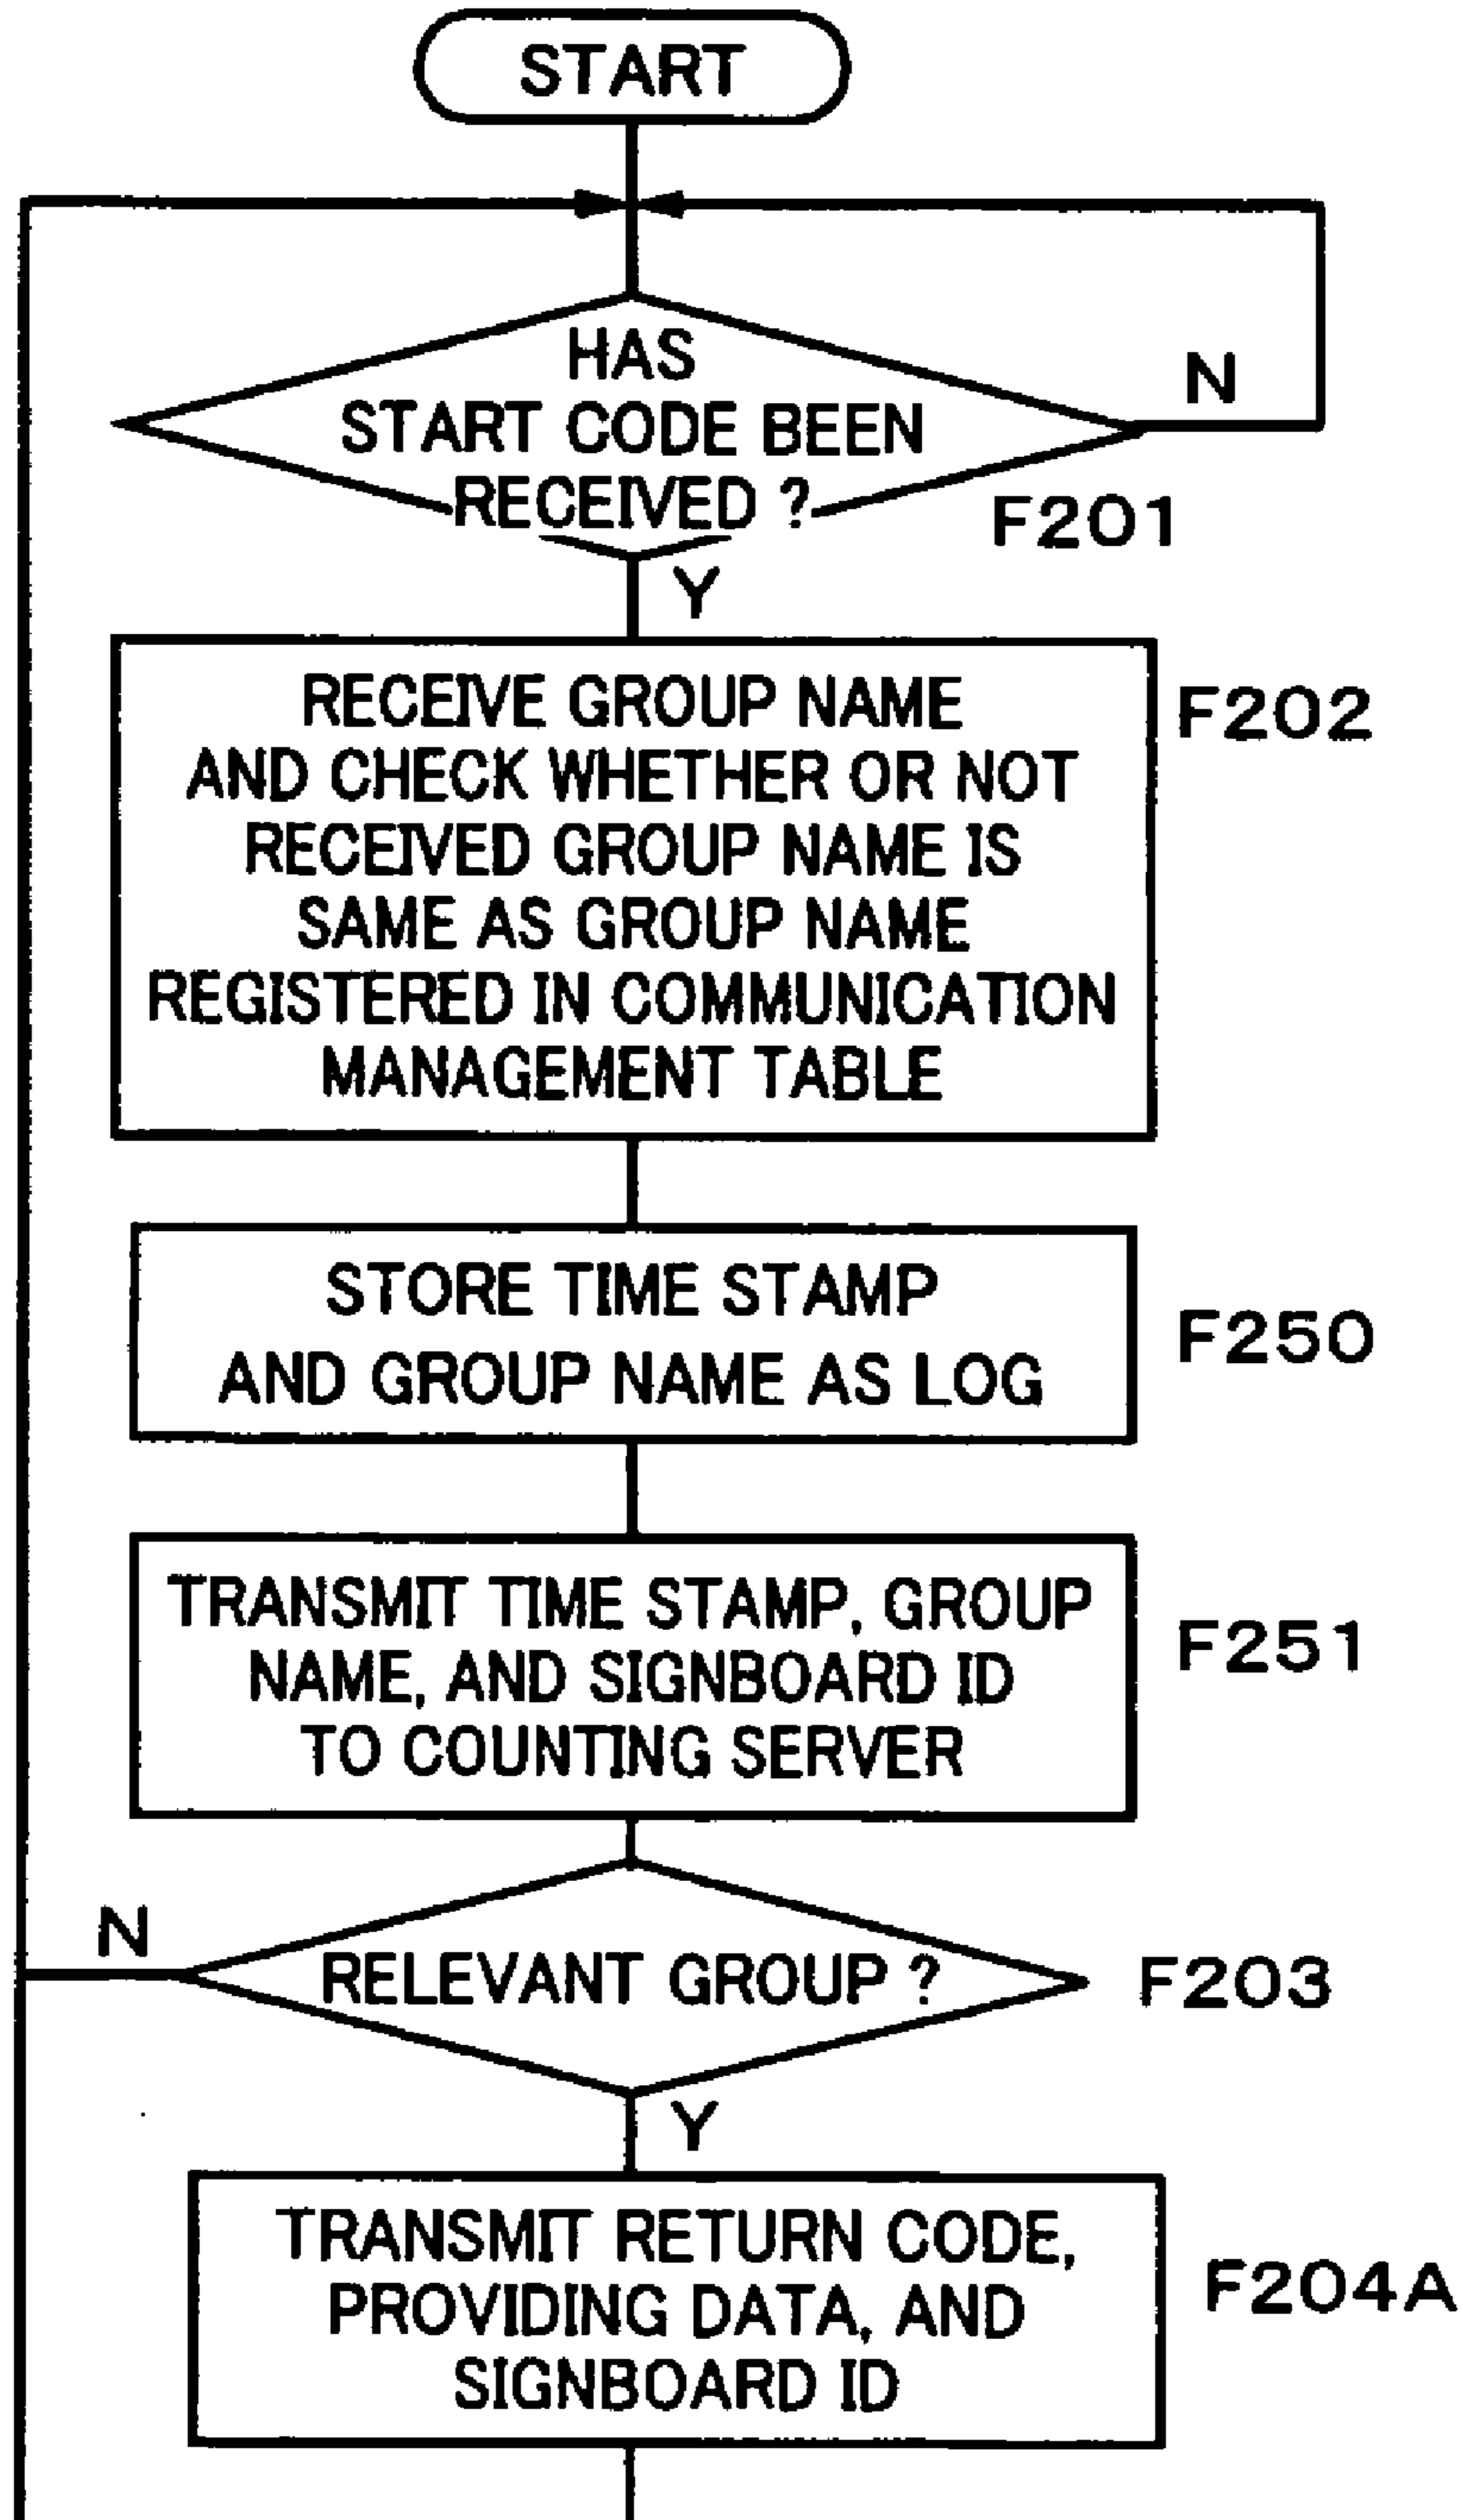 START
HAS
START CODE BEEN
RECEIVED ?
N
F201
Y
RECEIVE GROUP NAME
AND CHECK WHETHER OR NOT
RECEIVED GROUP NAME IS
SAME AS GROUP NAME
REGISTERED IN COMMUNICATION
MANAGEMENT TABLE
F202
STORE TIME STAMP
AND GROUP NAME AS LOG
F250
TRANSMIT TIME STAMP, GROUP
NAME, AND SIGNBOARD ID
TO COUNTING SERVER
F251
N
RELEVANT GROUP ?
F203
Y
TRANSMIT RETURN CODE,
PROVIDING DATA, AND
SIGNBOARD ID
F204A